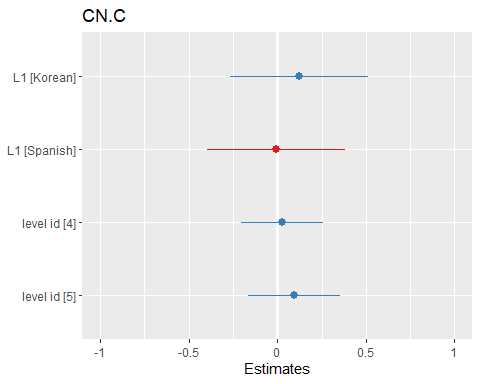 CN.C
L1 [Korean]
L1 [Spanish]
level id [4]
level id [5]
-1 -0.5 0 0.5 1
Estimates